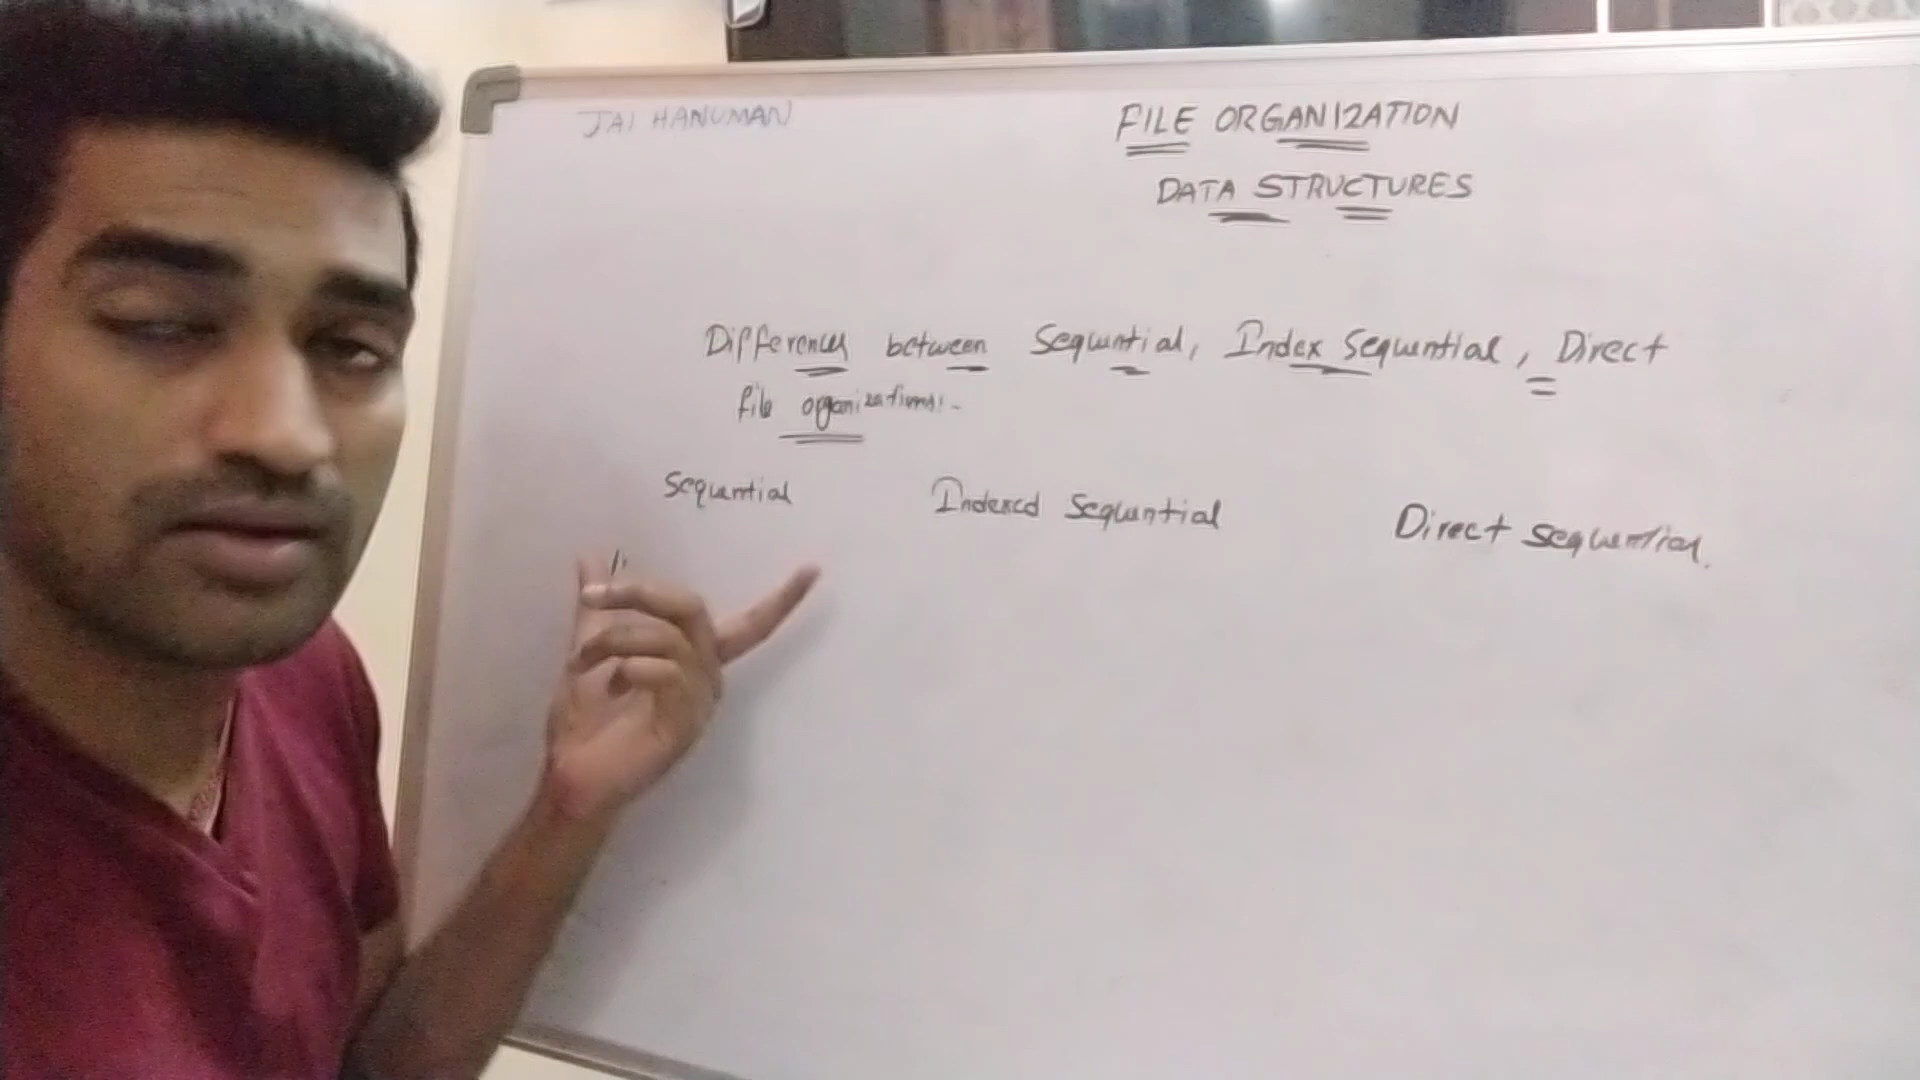 JAI HANUMAN
FILE ORGANIZATION
DATA STRUCTURES
Differences between Sequential, Index Sequential, Direct
file organizations:-
Sequential
Indexed Sequential
Direct sequential.
1.